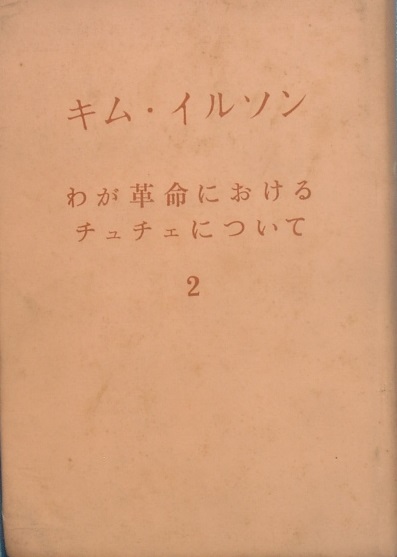 キム・イルソン
わが革命における
チュチェについて
2